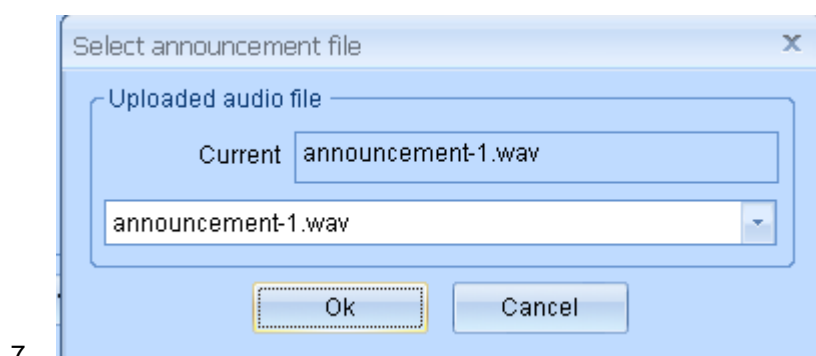 Select announcement file
Uploaded audio file
Current announcement-1.wav
announcement-1.wav
Ok Cancel
7